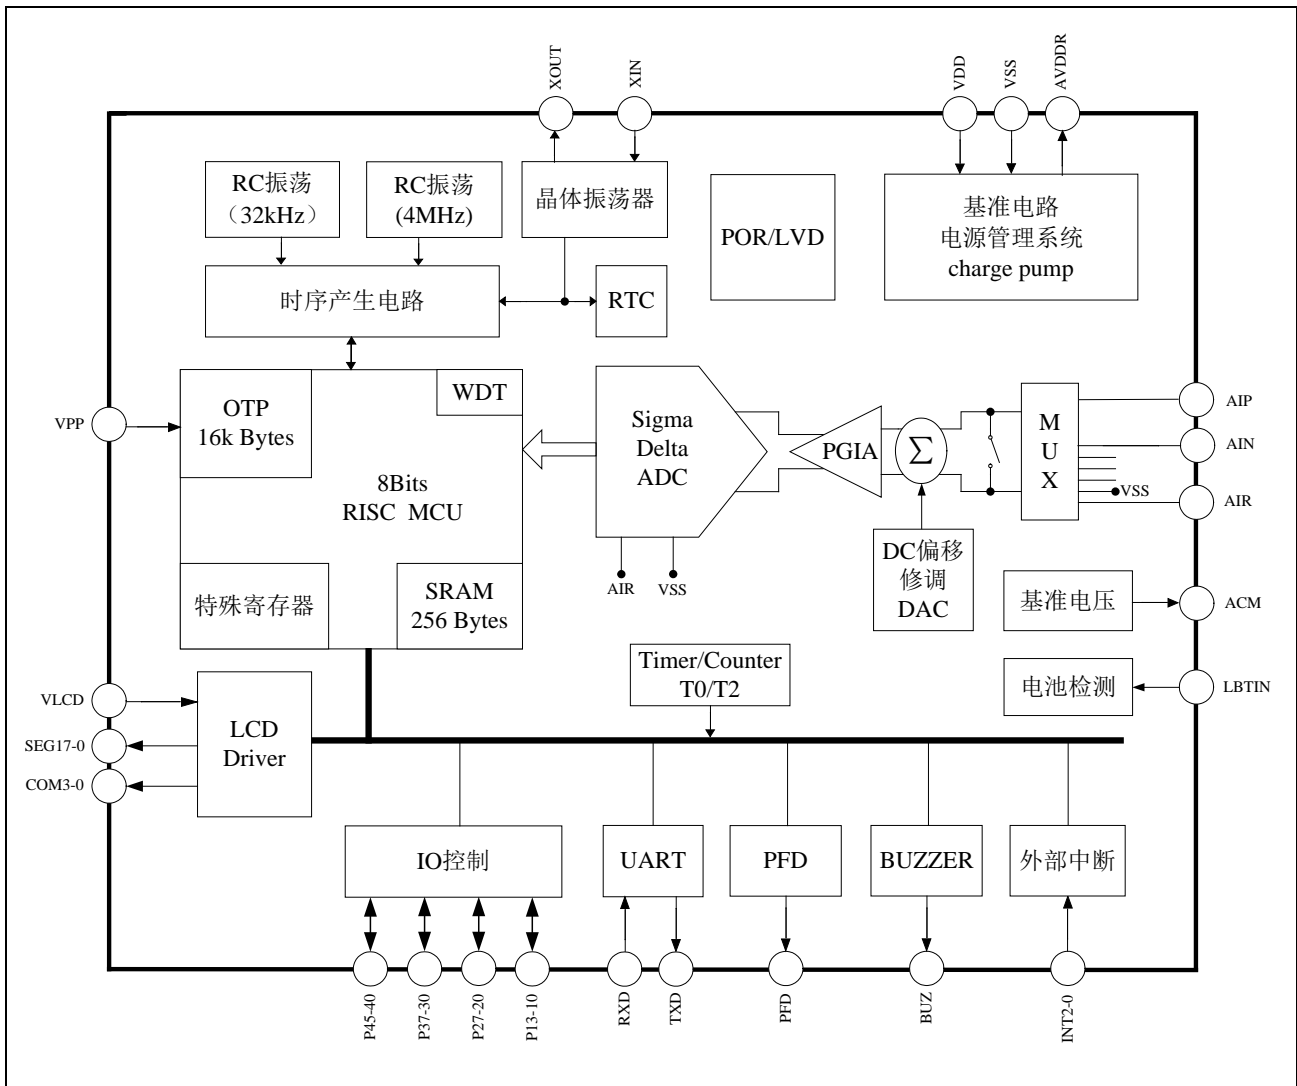 XOUT
XIN
VDD
VSS
AVDDR
RC振荡
（32kHz）
RC振荡
(4MHz)
晶体振荡器
POR/LVD
基准电路
电源管理系统
charge pump
时序产生电路
RTC
VPP
OTP
16k Bytes
WDT
8Bits
RISC MCU
特殊寄存器
SRAM
256 Bytes
Sigma
Delta
ADC
AIR
VSS
PGIA
Σ
DC偏移
修调
DAC
M
U
X
VSS
AIP
AIN
AIR
基准电压
ACM
电池检测
LBTIN
Timer/Counter
T0/T2
VLCD
SEG17-0
COM3-0
LCD
Driver
IO控制
UART
PFD
BUZZER
外部中断
P45-40
P37-30
P27-20
P13-10
RXD
TXD
PFD
BUZ
INT2-0